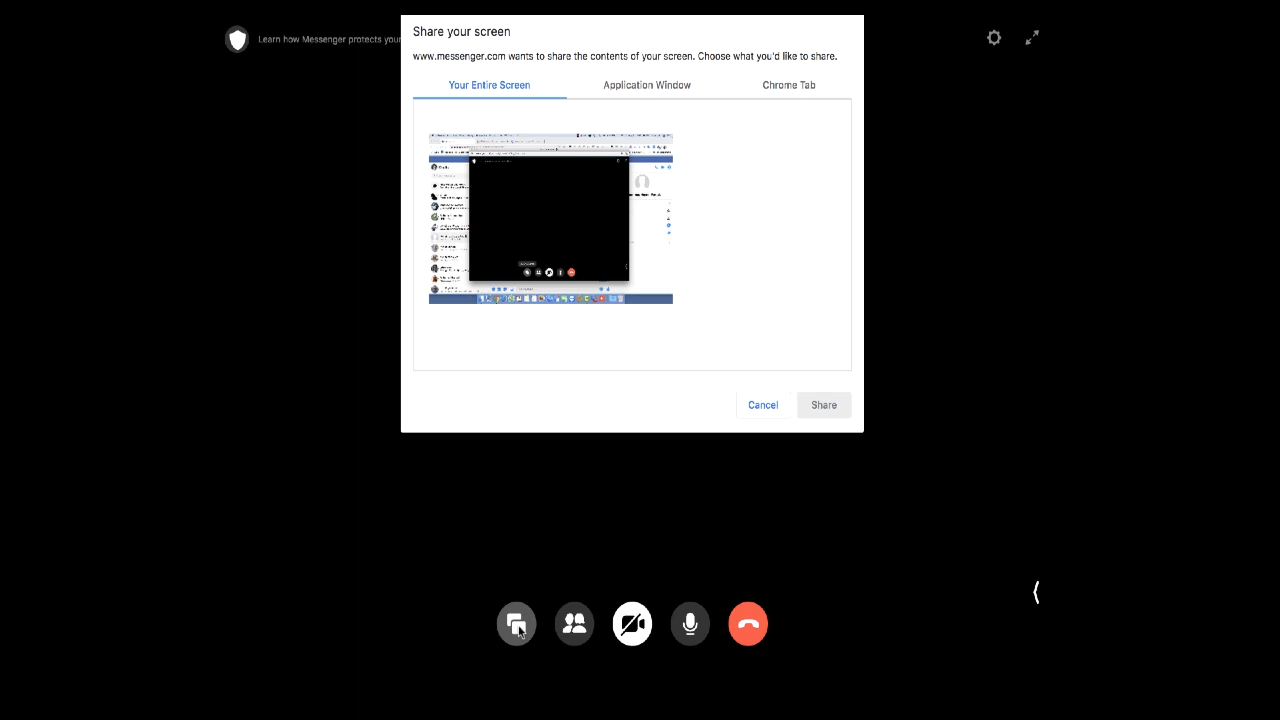 Share your screen
Learn how Messenger protects your
www.messenger.com wants to share the contents of your screen. Choose what you'd like to share.
Your Entire Screen
Application Window
Chrome Tab
Cancel
Share